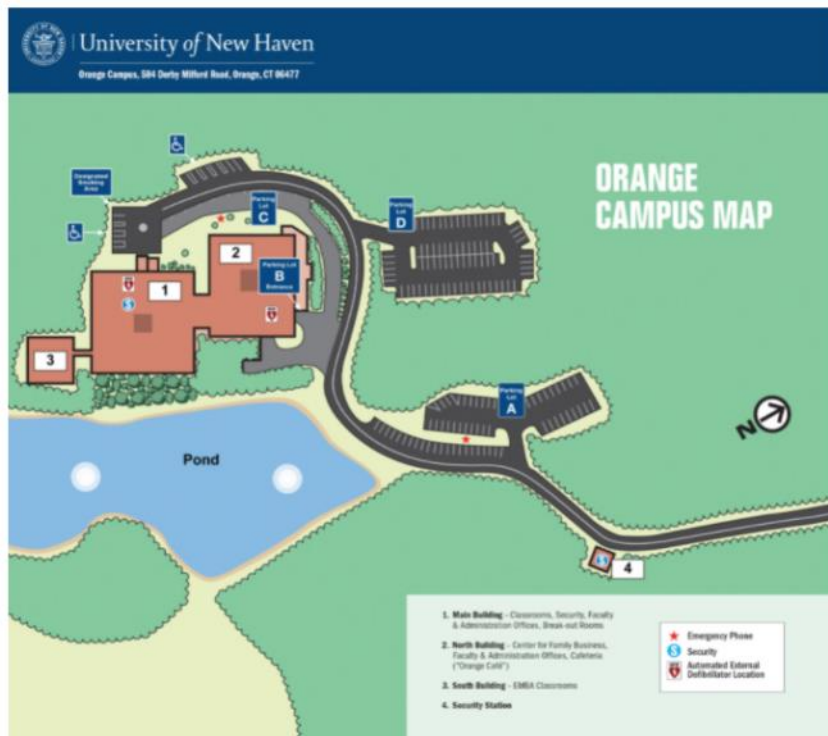 University of New Haven
Orange Campus, 584 Derby Milford Road, Orange, CT 06477
ORANGE
CAMPUS MAP
Designated
Smoking
Area
Parking
Lot
C
Parking
Lot
D
2
Parking Lot
B
Entrance
1
3
Parking
Lot
A
N
Pond
4
1. Main Building - Classrooms, Security, Faculty
& Administration Offices, Break-out Rooms
2. North Building - Center for Family Business,
Faculty & Administration Offices, Cafeteria
("Orange Café")
3. South Building - EMBA Classrooms
4. Security Station
Emergency Phone
S Security
Automated External
Defibrillator Location